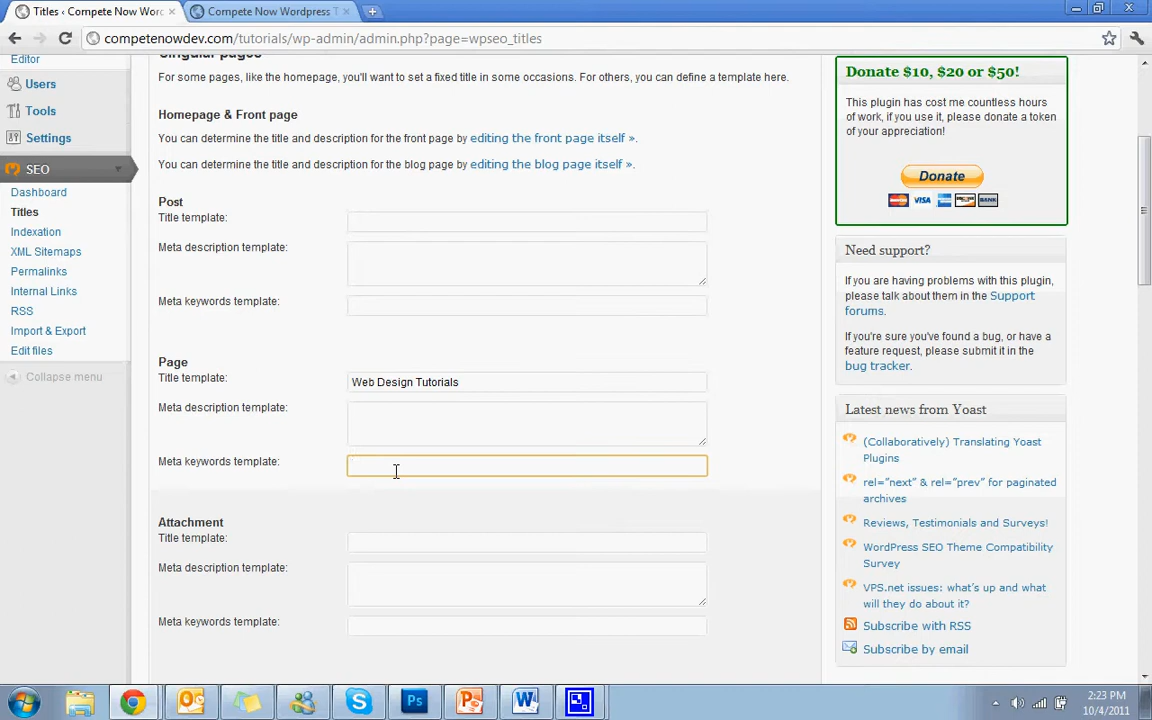 Titles ‹ Compete Now Worc
Compete Now Wordpress T
competenowdev.com/tutorials/wp-admin/admin.php?page=wpseo_titles
Editor
Users
Tools
Settings
SEO
Dashboard
Titles
Indexation
XML Sitemaps
Permalinks
Internal Links
RSS
Import & Export
Edit files
Collapse menu
Singular pages
For some pages, like the homepage, you'll want to set a fixed title in some occasions. For others, you can define a template here.
Homepage & Front page
You can determine the title and description for the front page by editing the front page itself ».
You can determine the title and description for the blog page by editing the blog page itself ».
Post
Title template:
Meta description template:
Meta keywords template:
Page
Title template:
Web Design Tutorials
Meta description template:
Meta keywords template:
Attachment
Title template:
Meta description template:
Meta keywords template:
Donate $10, $20 or $50!
This plugin has cost me countless hours
of work, if you use it, please donate a token
of your appreciation!
Donate
VISA
BANK
Need support?
If you are having problems with this plugin,
please talk about them in the Support
forums.
If you're sure you've found a bug, or have a
feature request, please submit it in the
bug tracker.
Latest news from Yoast
(Collaboratively) Translating Yoast
Plugins
rel="next" & rel="prev" for paginated
archives
Reviews, Testimonials and Surveys!
WordPress SEO Theme Compatibility
Survey
VPS.net issues: what's up and what
will they do about it?
Subscribe with RSS
Subscribe by email
2:23 PM
10/4/2011